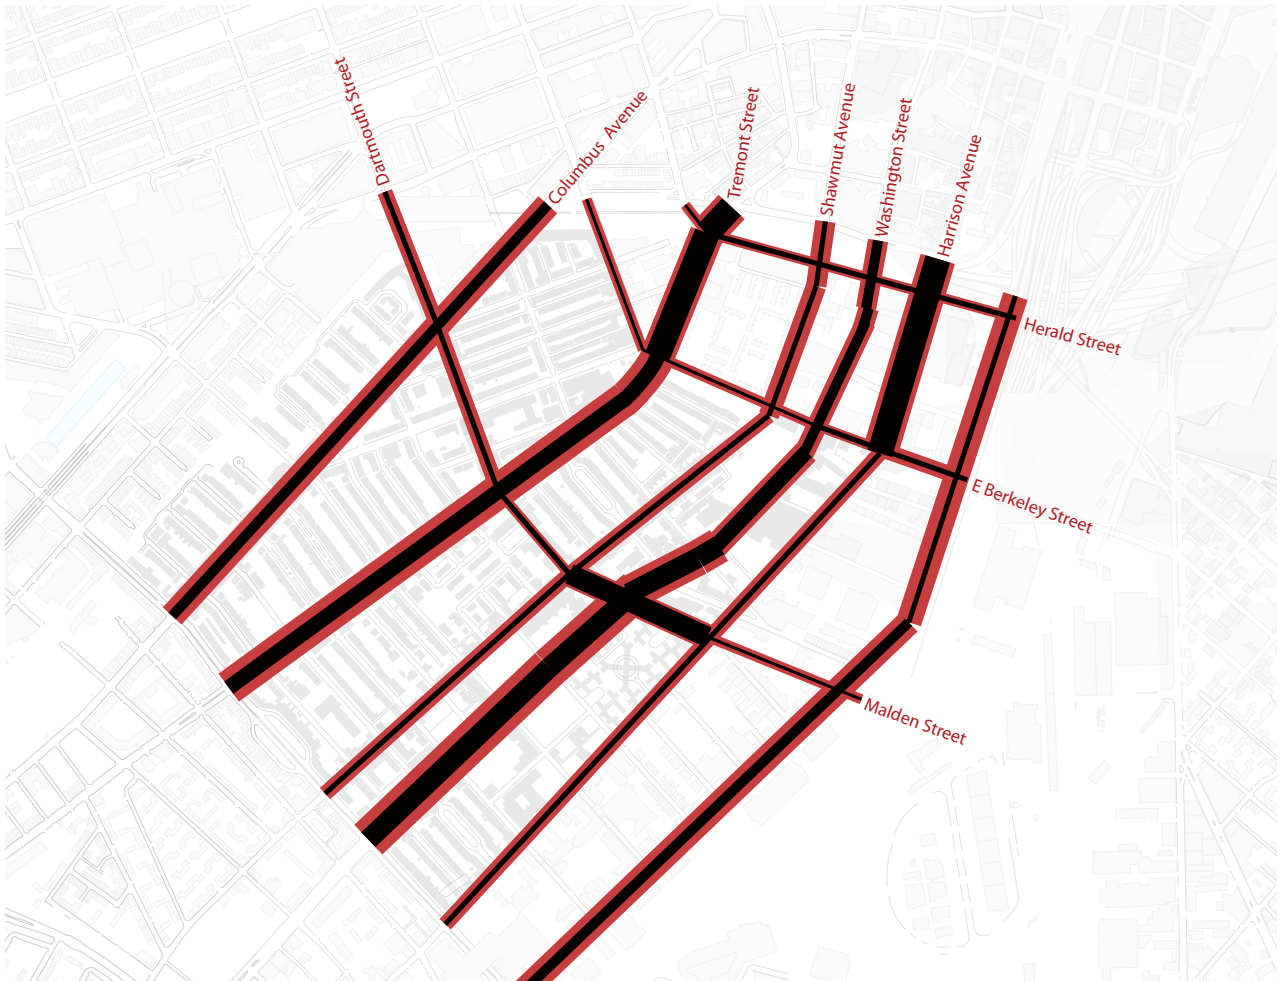 Dartmouth Street
Columbus Avenue
Tremont Street
Shawmut Avenue
Washington Street
Harrison Avenue
Herald Street
E Berkeley Street
Malden Street